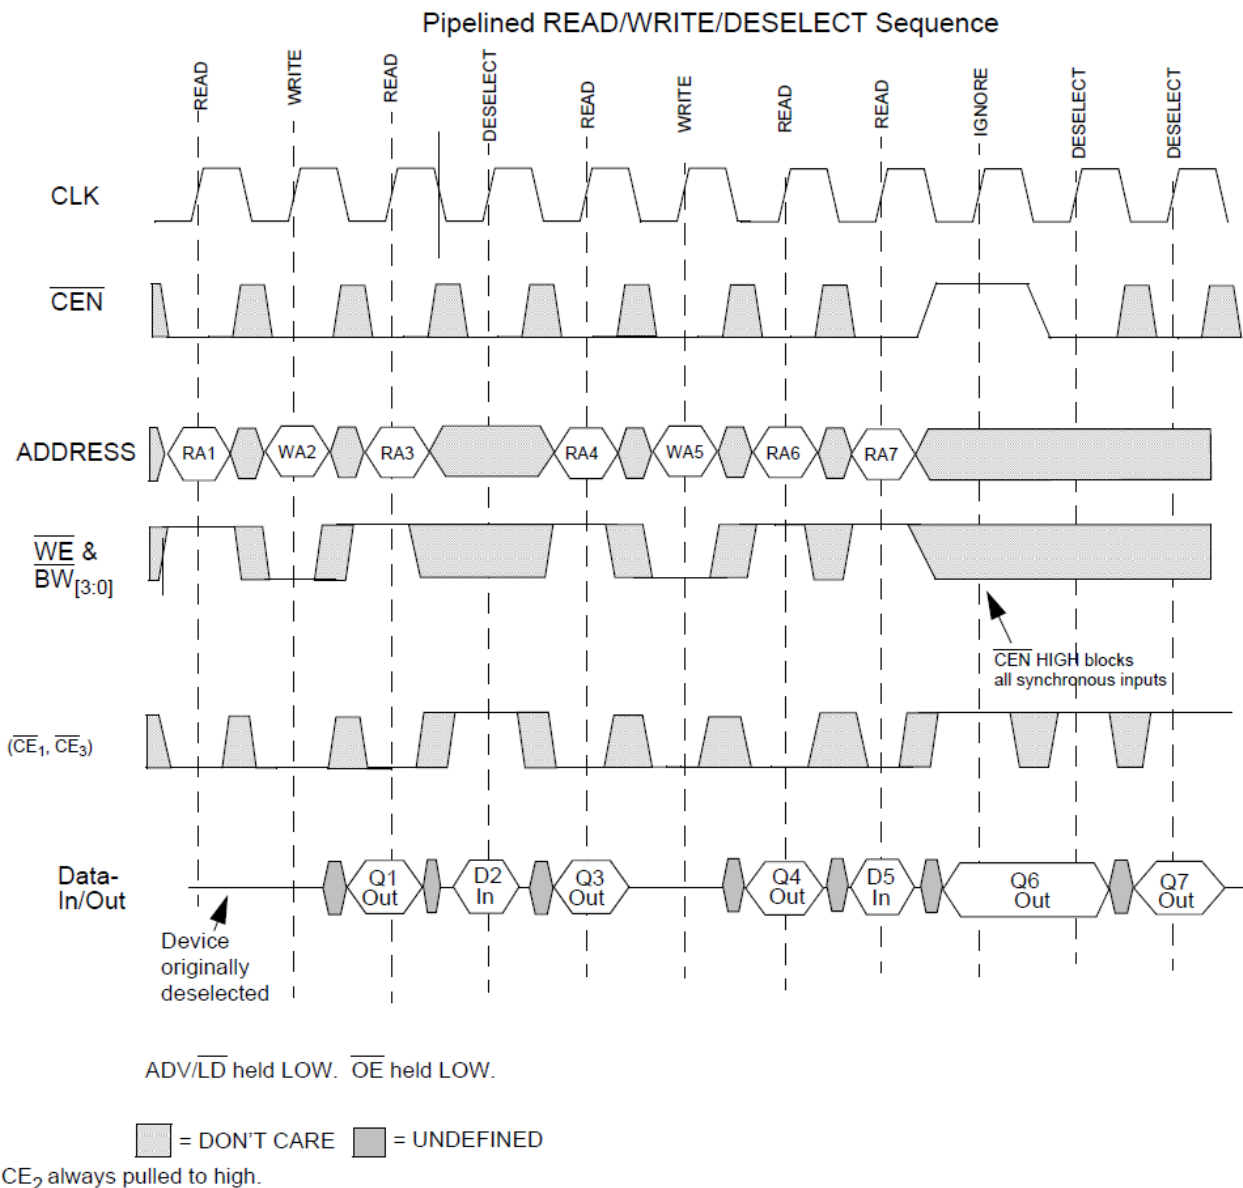 Pipelined READ/WRITE/DESELECT Sequence
READ
WRITE
READ
DESELECT
READ
WRITE
READ
READ
IGNORE
DESELECT
DESELECT
CLK
CEN
ADDRESS
RA1
WA2
RA3
RA4
WA5
RA6
RA7
WE &
BW[3:0]
CEN HIGH blocks
all synchronous inputs
(CE1, CE3)
Data-
In/Out
Q1
Out
D2
In
Q3
Out
Q4
Out
D5
In
Q6
Out
Q7
Out
Device
originally
deselected
ADV/LD held LOW. OE held LOW.
= DON'T CARE
= UNDEFINED
CE2 always pulled to high.